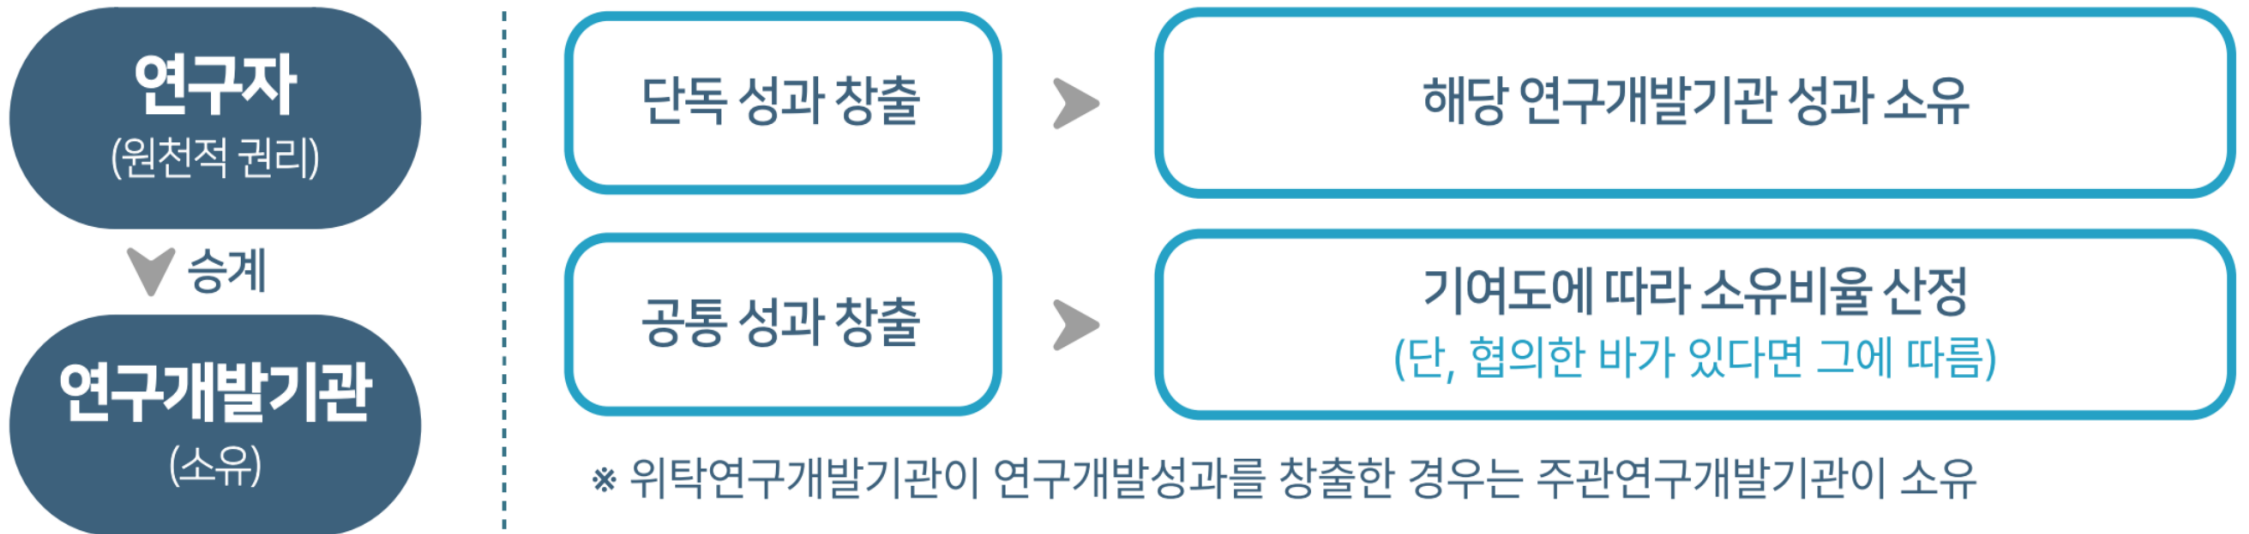 연구자
(원천적 권리)
승계
연구개발기관
(소유)
단독 성과 창출
해당 연구개발기관 성과 소유
공통 성과 창출
기여도에 따라 소유비율 산정
(단, 협의한 바가 있다면 그에 따름)
※ 위탁연구개발기관이 연구개발성과를 창출한 경우는 주관연구개발기관이 소유